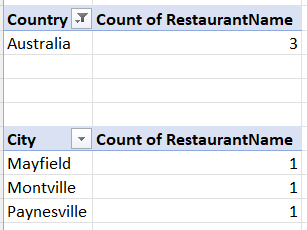 Country Count of RestaurantName
Australia 3
City Count of RestaurantName
Mayfield 1
Montville 1
Paynesville 1